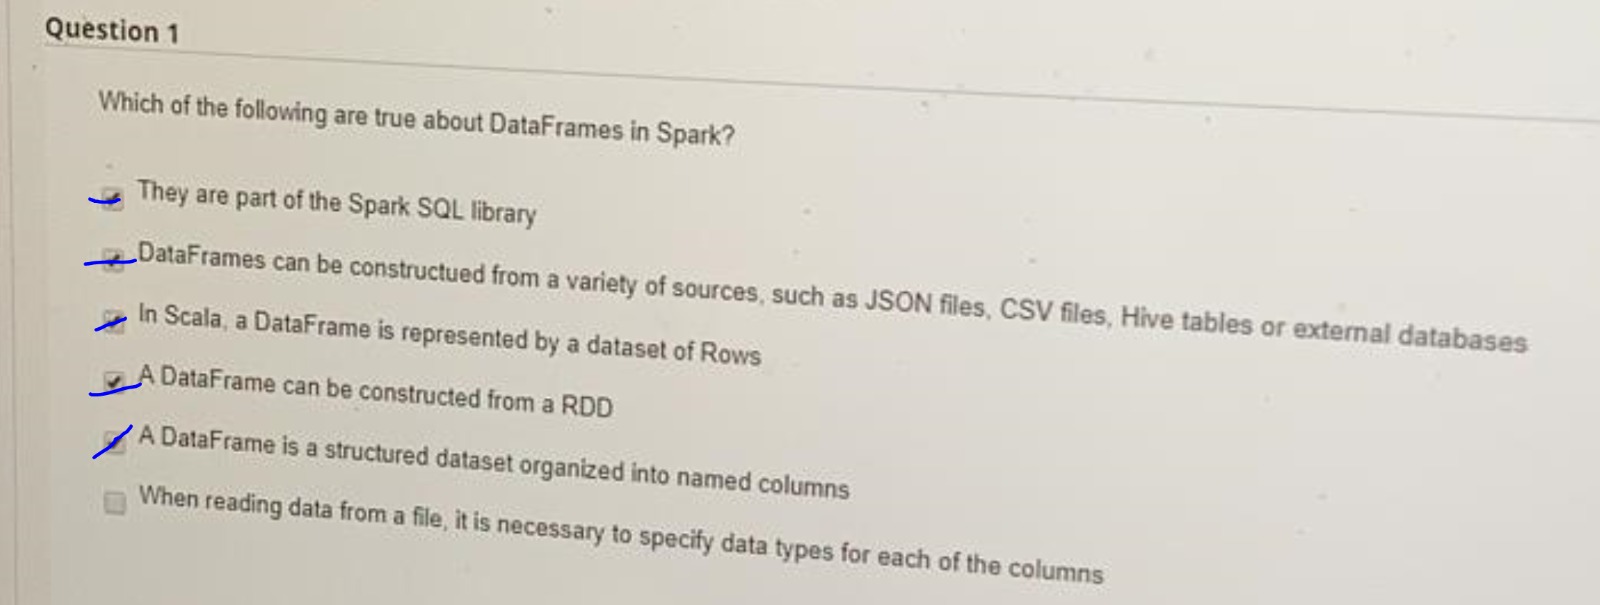 Question 1
Which of the following are true about DataFrames in Spark?
They are part of the Spark SQL library
DataFrames can be constructued from a variety of sources, such as JSON files, CSV files, Hive tables or external databases
In Scala, a DataFrame is represented by a dataset of Rows
A DataFrame can be constructed from a RDD
A DataFrame is a structured dataset organized into named columns
When reading data from a file, it is necessary to specify data types for each of the columns